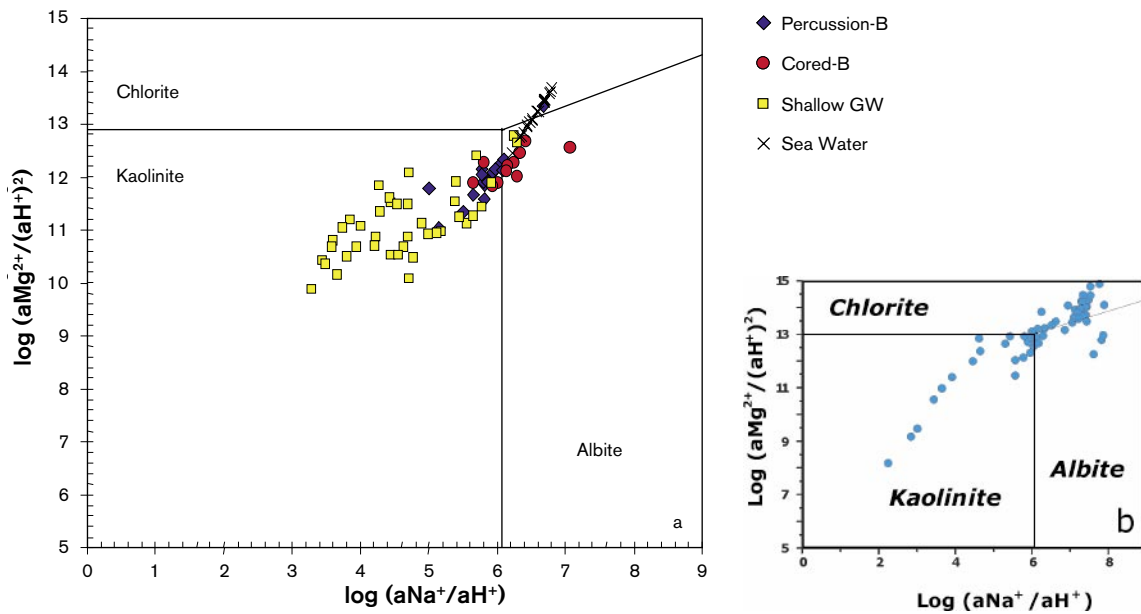 15
14
13
12
11
10
9
8
7
6
5
log (aMg²⁺/(aH⁺)²)
Chlorite
Kaolinite
Albite
a
0 1 2 3 4 5 6 7 8 9
log (aNa⁺/aH⁺)
Percussion-B
Cored-B
Shallow GW
Sea Water
15
13
11
9
7
5
Log (aMg²⁺/(aH⁺)²)
Chlorite
Kaolinite
Albite
b
0 2 4 6 8
Log (aNa⁺/aH⁺)